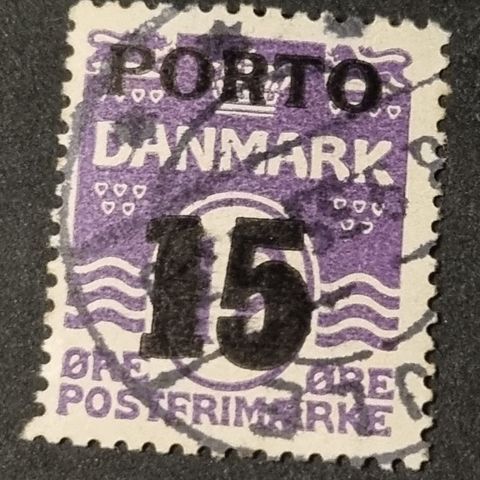 PORTO
DANMARK
15
ØRE ØRE
POSTFRIMÆRKE